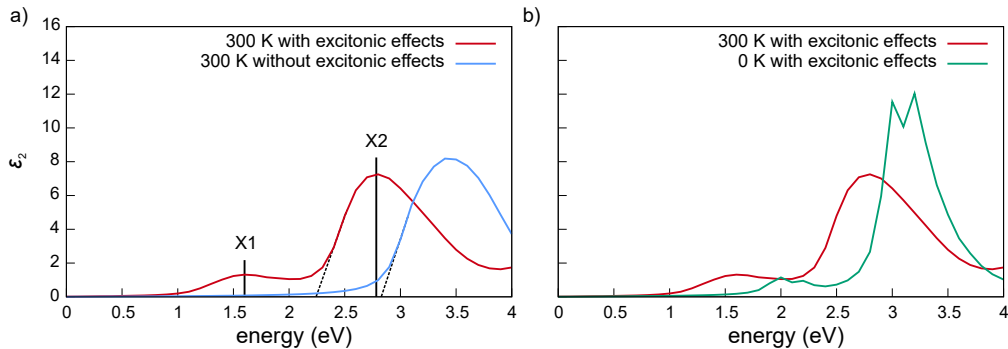 a)
300 K with excitonic effects
300 K without excitonic effects
X1
X2
ε2
16
14
12
10
8
6
4
2
0
0 0.5 1 1.5 2 2.5 3 3.5 4
energy (eV)
b)
300 K with excitonic effects
0 K with excitonic effects
0 0.5 1 1.5 2 2.5 3 3.5 4
energy (eV)